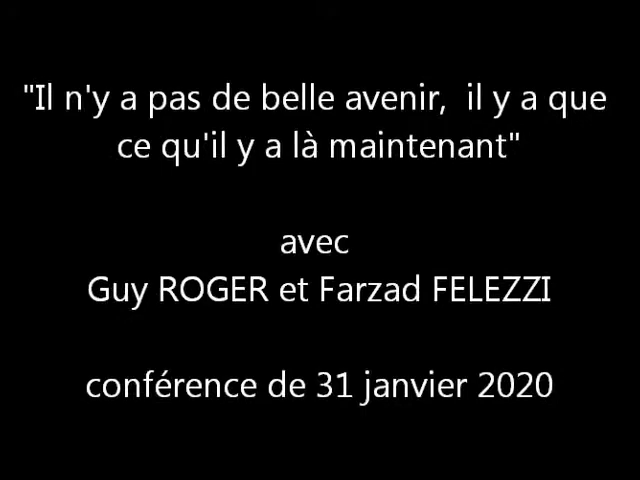 "Il n'y a pas de belle avenir,  il y a que
ce qu'il y a là maintenant"
avec
Guy ROGER et Farzad FELEZZI
conférence de 31 janvier 2020